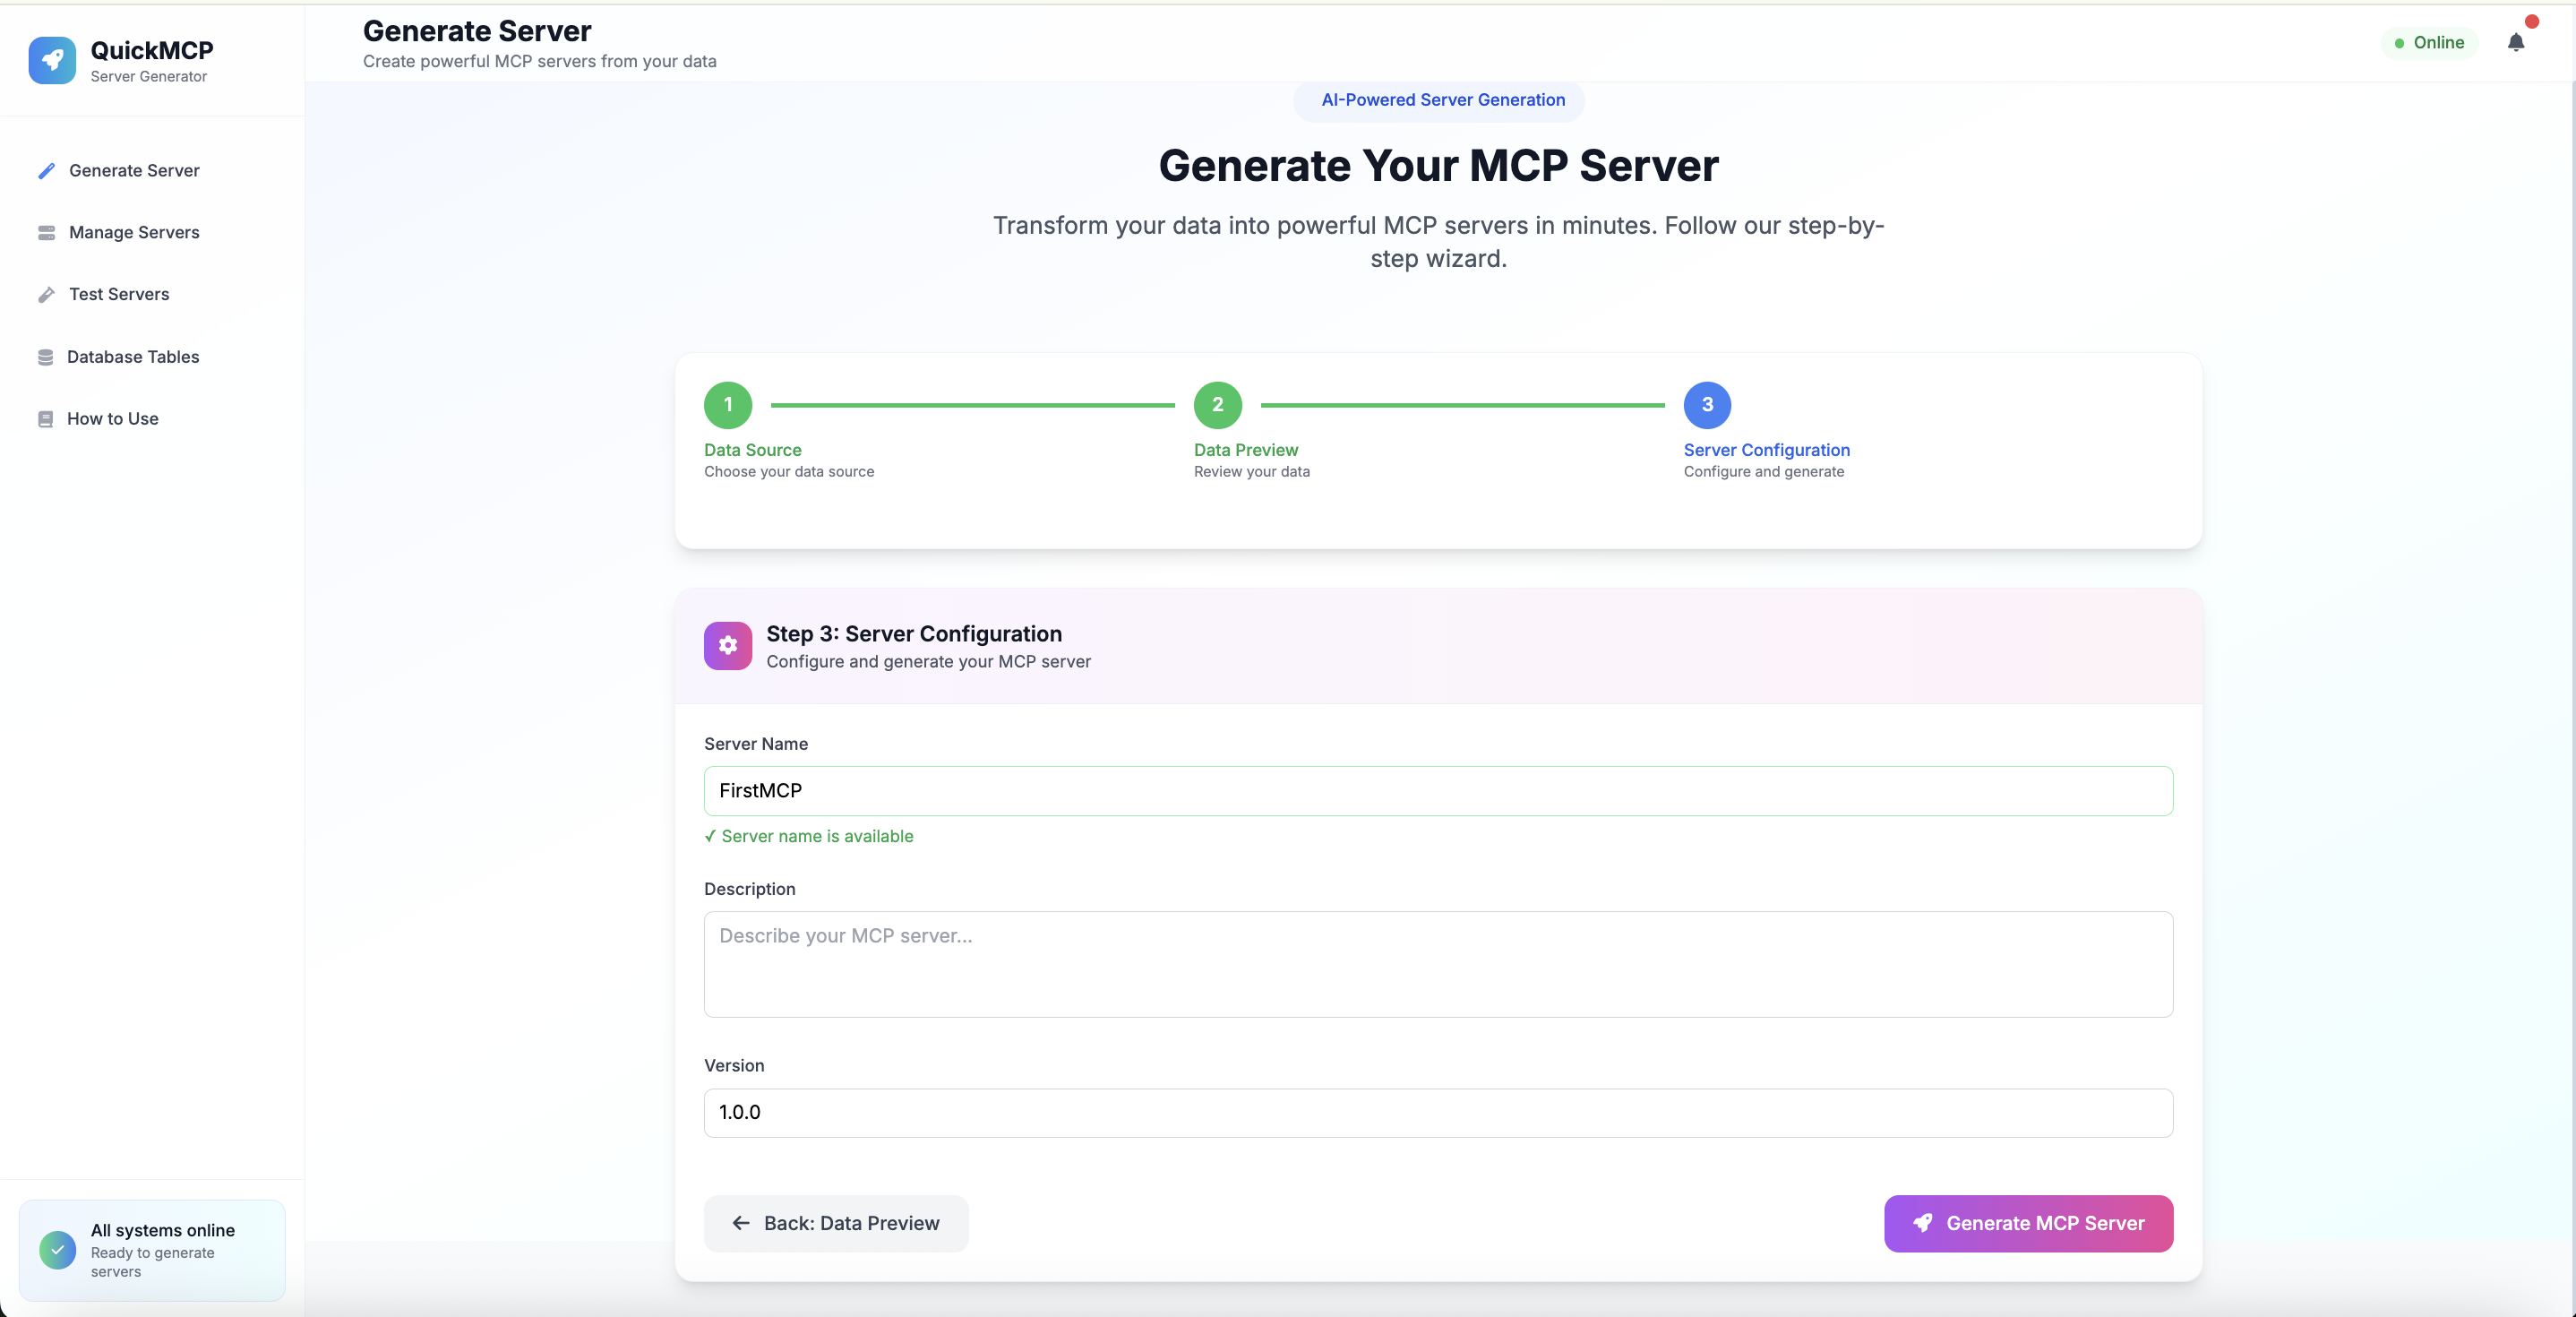 QuickMCP
Server Generator
Generate Server
Manage Servers
Test Servers
Database Tables
How to Use
All systems online
Ready to generate
servers
Generate Server
Create powerful MCP servers from your data
Online
AI-Powered Server Generation
Generate Your MCP Server
Transform your data into powerful MCP servers in minutes. Follow our step-by-
step wizard.
1
2
3
Data Source
Choose your data source
Data Preview
Review your data
Server Configuration
Configure and generate
Step 3: Server Configuration
Configure and generate your MCP server
Server Name
FirstMCP
✓ Server name is available
Description
Describe your MCP server...
Version
1.0.0
Back: Data Preview
Generate MCP Server